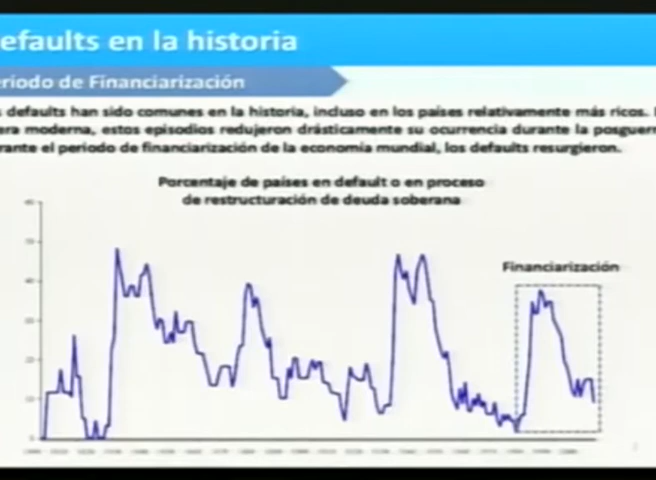 efaults en la historia
eriodo de Financiarización
s defaults han sido comunes en la historia, incluso en los países relativamente más ricos.
era moderna, estos episodios redujeron drásticamente su ocurrencia durante la posguerr
rante el periodo de financiarización de la economía mundial, los defaults resurgieron.
Porcentaje de países en default o en proceso
de restructuración de deuda soberana
Financiarización